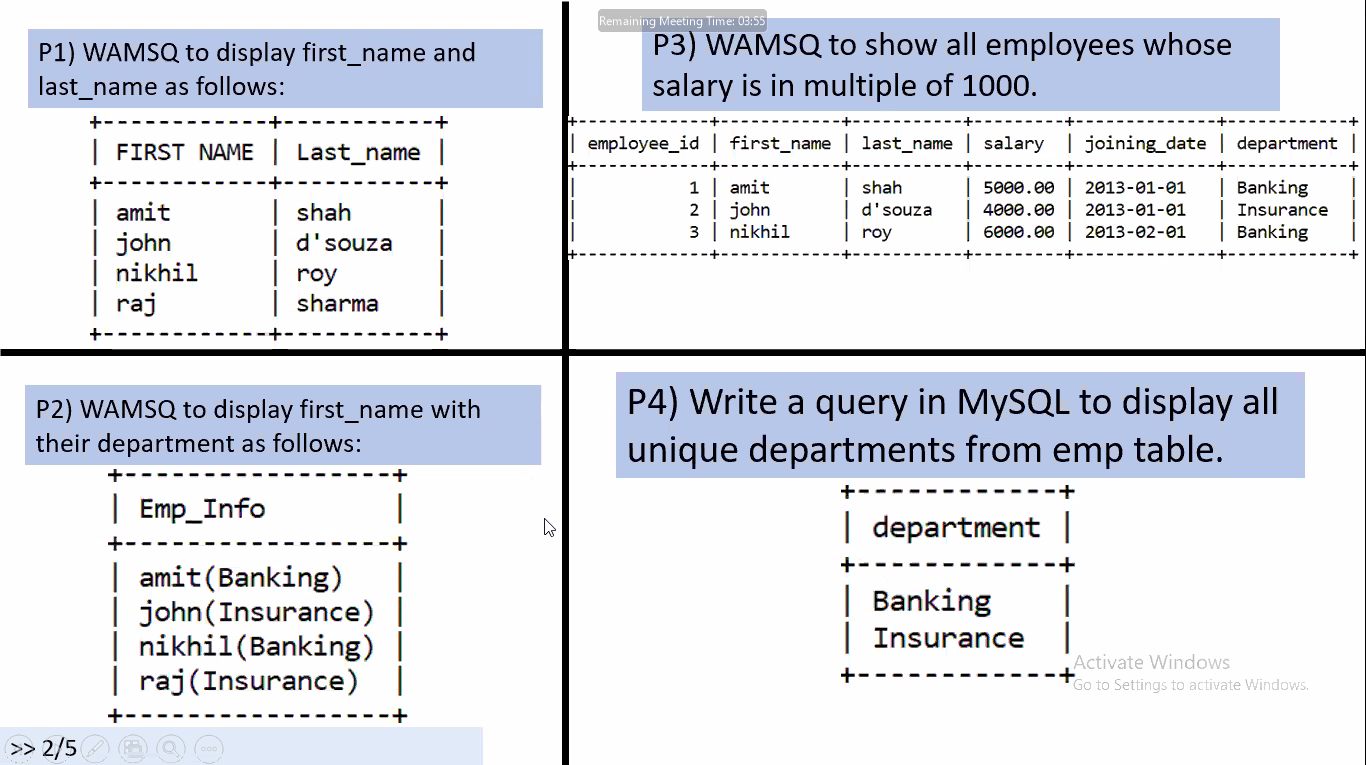 Remaining Meeting Time: 03:55
P1) WAMSQ to display first_name and
last_name as follows:
+------------+-----------+
| FIRST NAME | Last_name |
+------------+-----------+
| amit       | shah      |
| john       | d'souza   |
| nikhil     | roy       |
| raj        | sharma    |
+------------+-----------+
P2) WAMSQ to display first_name with
their department as follows:
+-----------------+
| Emp_Info        |
+-----------------+
| amit(Banking)   |
| john(Insurance) |
| nikhil(Banking) |
| raj(Insurance)  |
+-----------------+
>> 2/5
P3) WAMSQ to show all employees whose
salary is in multiple of 1000.
+-------------+------------+-----------+---------+--------------+------------+
| employee_id | first_name | last_name | salary  | joining_date | department |
+-------------+------------+-----------+---------+--------------+------------+
|           1 | amit       | shah      | 5000.00 | 2013-01-01   | Banking    |
|           2 | john       | d'souza   | 4000.00 | 2013-01-01   | Insurance  |
|           3 | nikhil     | roy       | 6000.00 | 2013-02-01   | Banking    |
+-------------+------------+-----------+---------+--------------+------------+
P4) Write a query in MySQL to display all
unique departments from emp table.
+------------+
| department |
+------------+
| Banking    |
| Insurance  |
+------------+
Activate Windows
Go to Settings to activate Windows.